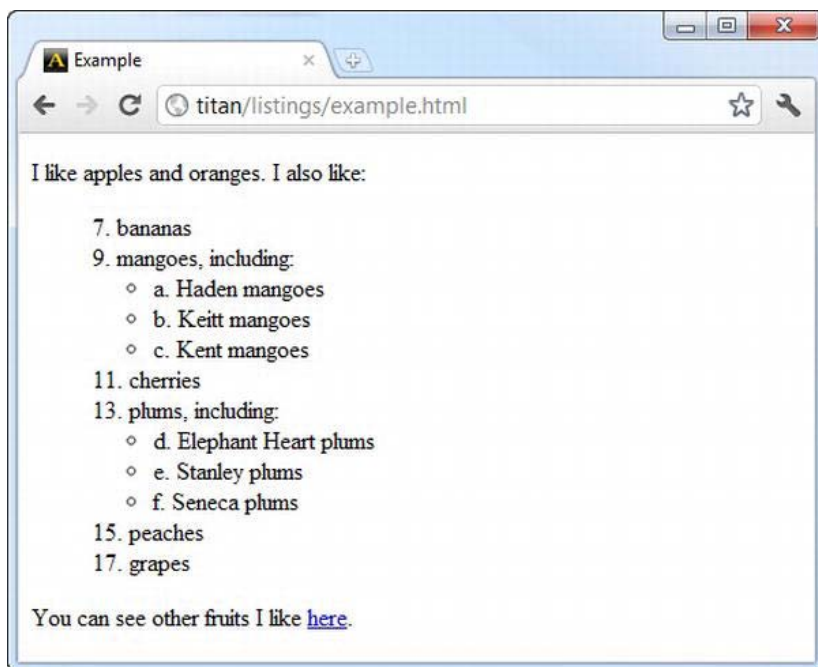 Example
titan/listings/example.html
I like apples and oranges. I also like:
7. bananas
9. mangoes, including:
a. Haden mangoes
b. Keitt mangoes
c. Kent mangoes
11. cherries
13. plums, including:
d. Elephant Heart plums
e. Stanley plums
f. Seneca plums
15. peaches
17. grapes
You can see other fruits I like here.